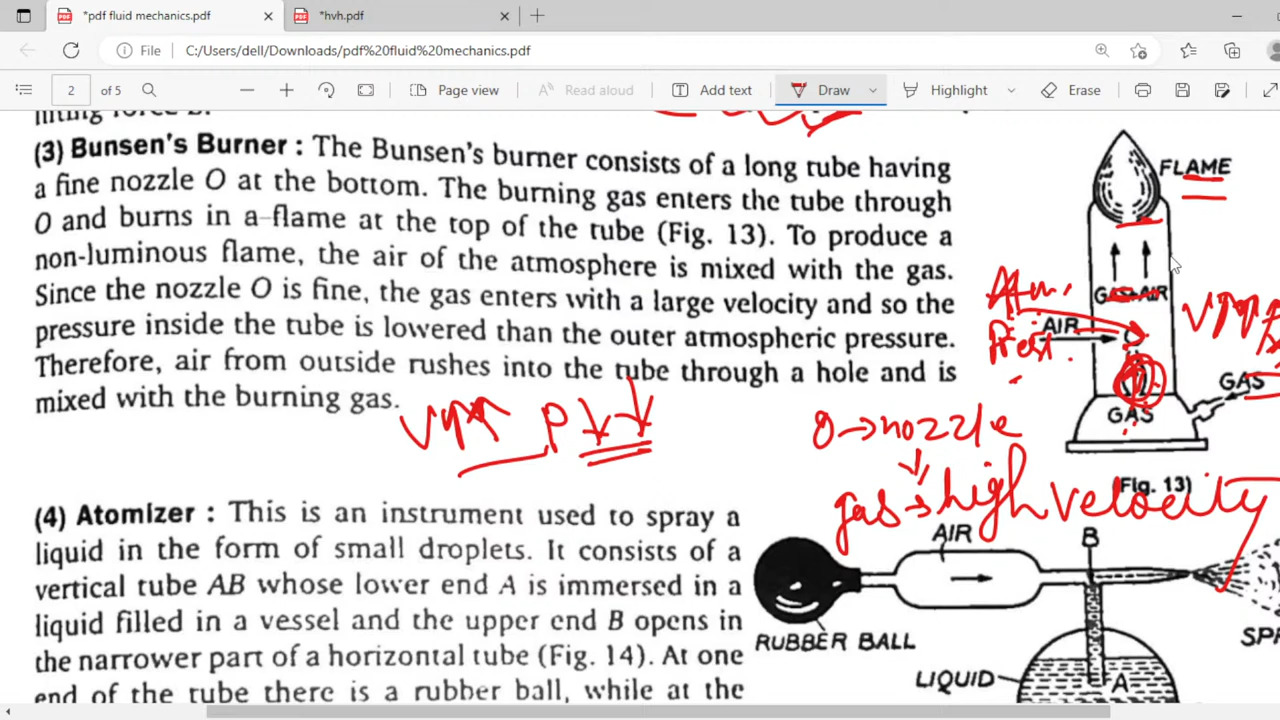 *pdf fluid mechanics.pdf
*hvh.pdf
File C:/Users/dell/Downloads/pdf%20fluid%20mechanics.pdf
2 of 5
Page view
Read aloud
Add text
Draw
Highlight
Erase
(3) Bunsen's Burner : The Bunsen's burner consists of a long tube having
a fine nozzle O at the bottom. The burning gas enters the tube through
O and burns in a flame at the top of the tube (Fig. 13). To produce a
non-luminous flame, the air of the atmosphere is mixed with the gas.
Since the nozzle O is fine, the gas enters with a large velocity and so the
pressure inside the tube is lowered than the outer atmospheric pressure.
Therefore, air from outside rushes into the tube through a hole and is
mixed with the burning gas.
FLAME
GAS+AIR
Atm.
AIR
GAS
GAS
(Fig. 13)
V↑↑ P↓↓
O→nozzle
↓
gas→high velocity
(4) Atomizer : This is an instrument used to spray a
liquid in the form of small droplets. It consists of a
vertical tube AB whose lower end A is immersed in a
liquid filled in a vessel and the upper end B opens in
the narrower part of a horizontal tube (Fig. 14). At one
end of the tube there is a rubber ball, while at the
AIR
B
RUBBER BALL
LIQUID
A